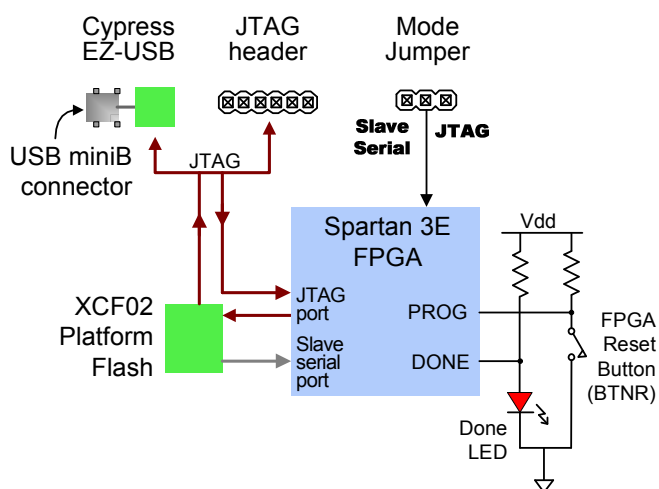 Cypress
EZ-USB
JTAG
header
Mode
Jumper
USB miniB
connector
JTAG
Slave
Serial
JTAG
Spartan 3E
FPGA
Vdd
JTAG
port
PROG
Slave
serial
port
DONE
XCF02
Platform
Flash
FPGA
Reset
Button
(BTNR)
Done
LED